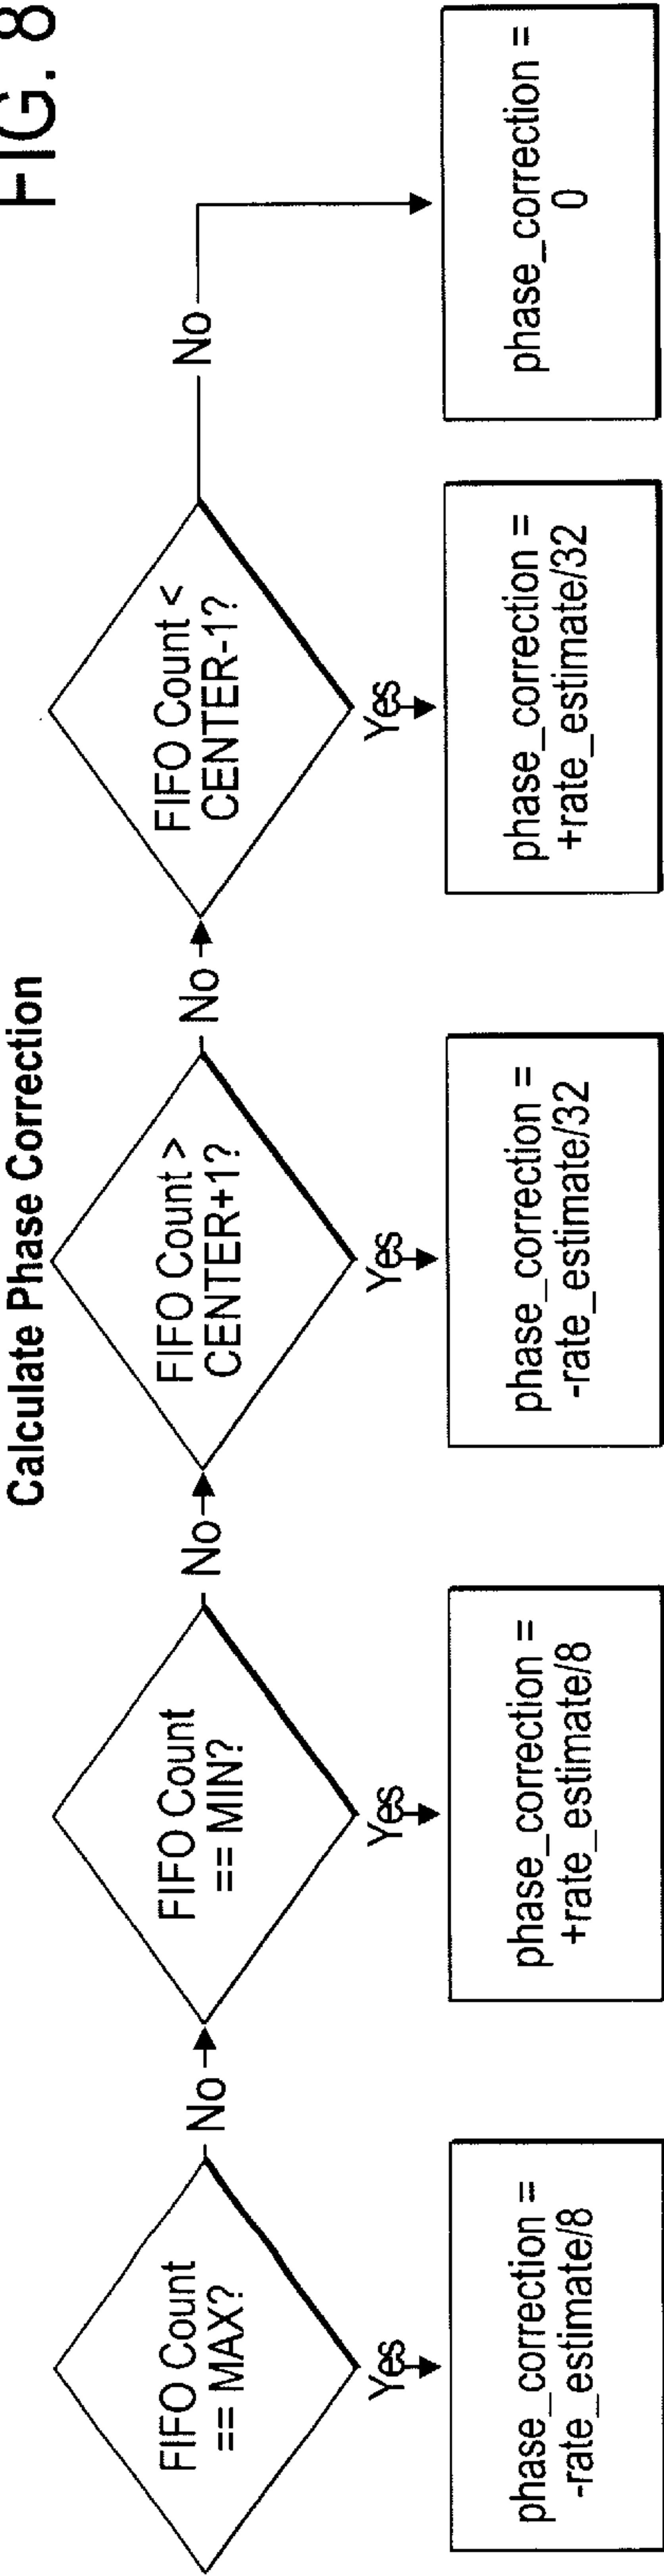 FIG. 8
Calculate Phase Correction
FIFO Count
== MAX?
No
FIFO Count
== MIN?
No
FIFO Count >
CENTER+1?
No
FIFO Count <
CENTER-1?
No
Yes
Yes
Yes
Yes
phase_correction =
-rate_estimate/8
phase_correction =
+rate_estimate/8
phase_correction =
-rate_estimate/32
phase_correction =
+rate_estimate/32
phase_correction =
0